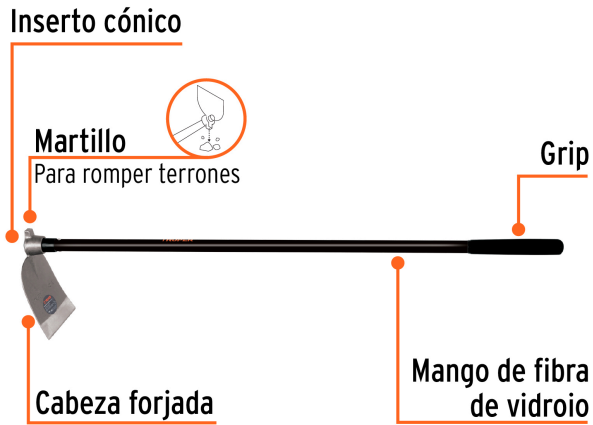 Inserto cónico
Martillo
Para romper terrones
Grip
Mango de fibra
de vidroio
Cabeza forjada